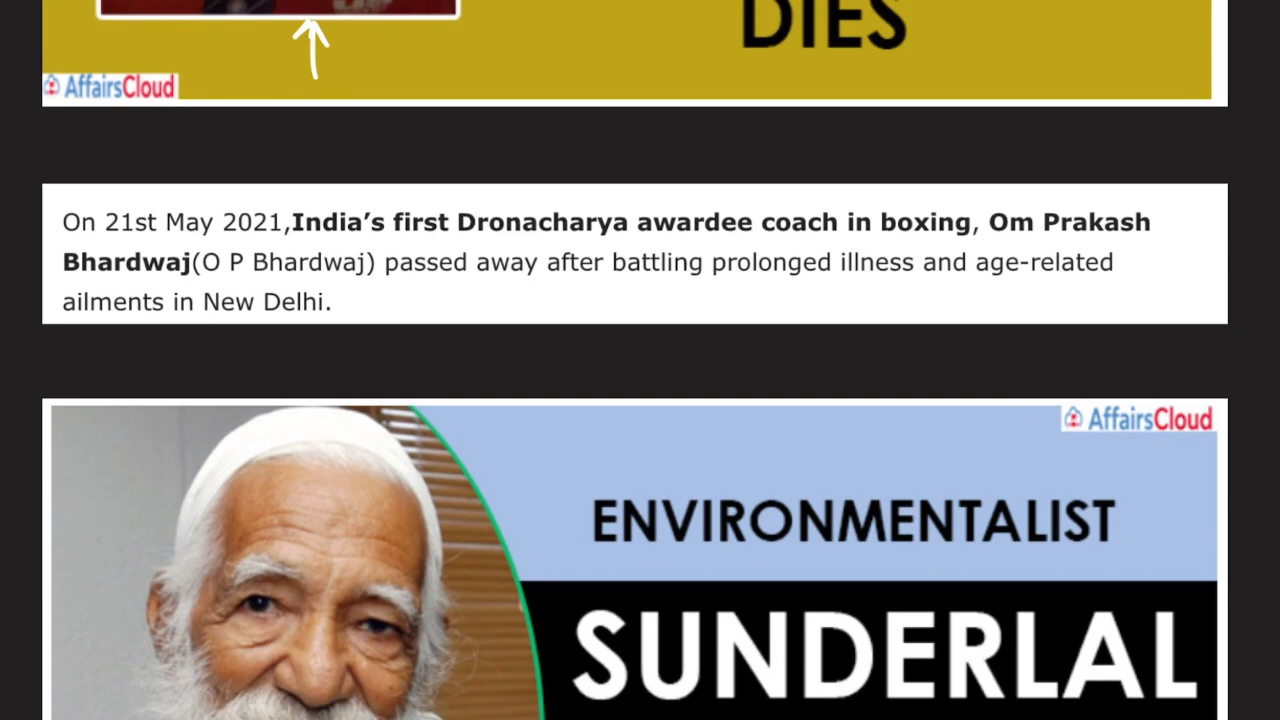 DIES
AffairsCloud
On 21st May 2021,India’s first Dronacharya awardee coach in boxing, Om Prakash
Bhardwaj(O P Bhardwaj) passed away after battling prolonged illness and age-related
ailments in New Delhi.
AffairsCloud
ENVIRONMENTALIST
SUNDERLAL